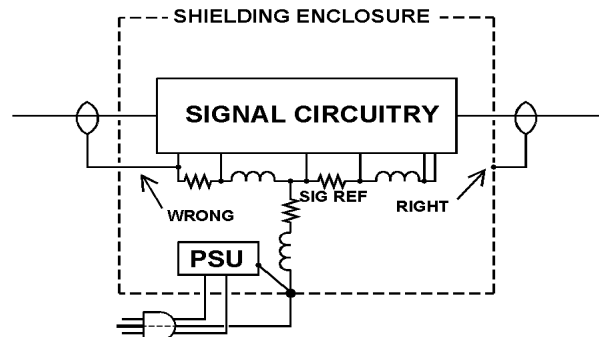 SHIELDING ENCLOSURE
SIGNAL CIRCUITRY
SIG REF
WRONG
RIGHT
PSU